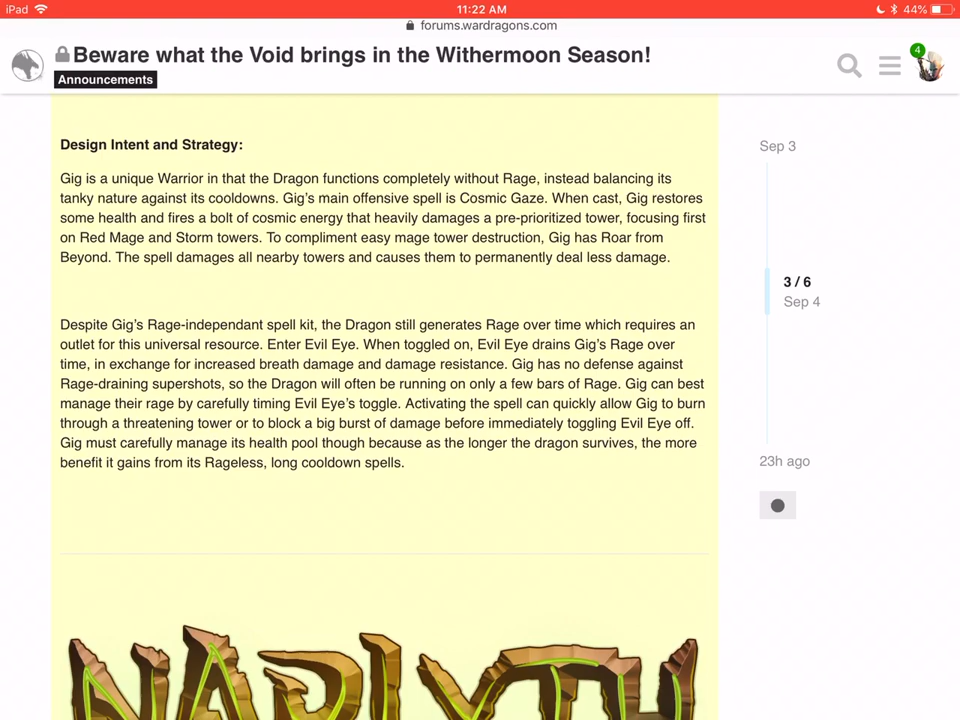 iPad
11:22 AM
44%
forums.wardragons.com
Beware what the Void brings in the Withermoon Season!
Announcements
4
Design Intent and Strategy:
Gig is a unique Warrior in that the Dragon functions completely without Rage, instead balancing its
tanky nature against its cooldowns. Gig’s main offensive spell is Cosmic Gaze. When cast, Gig restores
some health and fires a bolt of cosmic energy that heavily damages a pre-prioritized tower, focusing first
on Red Mage and Storm towers. To compliment easy mage tower destruction, Gig has Roar from
Beyond. The spell damages all nearby towers and causes them to permanently deal less damage.
Despite Gig’s Rage-independant spell kit, the Dragon still generates Rage over time which requires an
outlet for this universal resource. Enter Evil Eye. When toggled on, Evil Eye drains Gig’s Rage over
time, in exchange for increased breath damage and damage resistance. Gig has no defense against
Rage-draining supershots, so the Dragon will often be running on only a few bars of Rage. Gig can best
manage their rage by carefully timing Evil Eye’s toggle. Activating the spell can quickly allow Gig to burn
through a threatening tower or to block a big burst of damage before immediately toggling Evil Eye off.
Gig must carefully manage its health pool though because as the longer the dragon survives, the more
benefit it gains from its Rageless, long cooldown spells.
Sep 3
3 / 6
Sep 4
23h ago